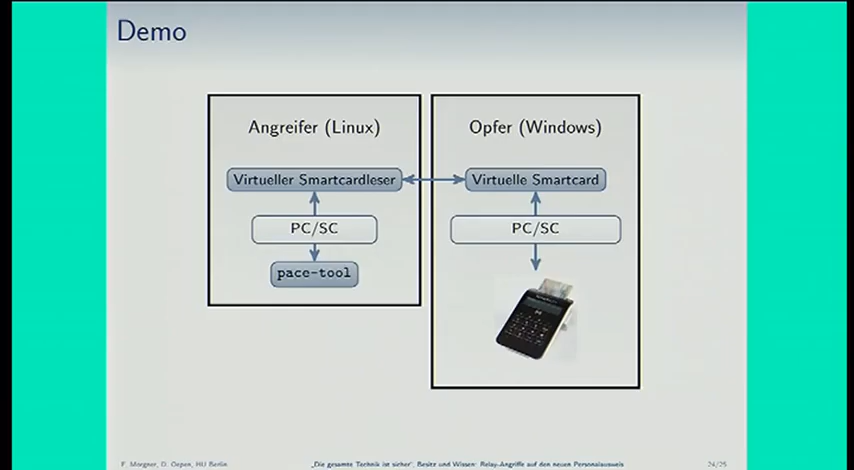 Demo
Angreifer (Linux)
Opfer (Windows)
Virtueller Smartcardleser
Virtuelle Smartcard
PC/SC
PC/SC
pace-tool
F. Morgner, D. Oepen, HU Berlin
„Die gesamte Technik ist sicher“, Besitz und Wissen: Relay-Angriffe auf den neuen Personalausweis
24/25